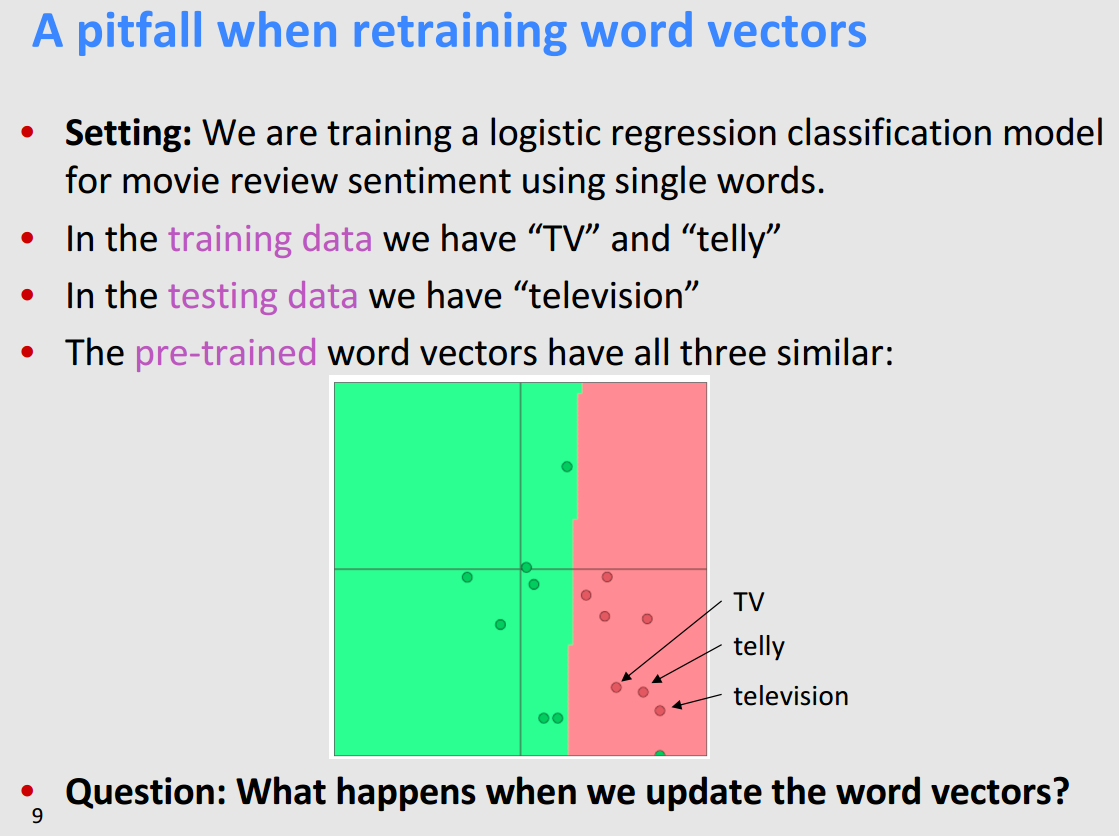 A pitfall when retraining word vectors
• Setting: We are training a logistic regression classification model
for movie review sentiment using single words.
• In the training data we have “TV” and “telly”
• In the testing data we have “television”
• The pre-trained word vectors have all three similar:
TV
telly
television
• Question: What happens when we update the word vectors?
9